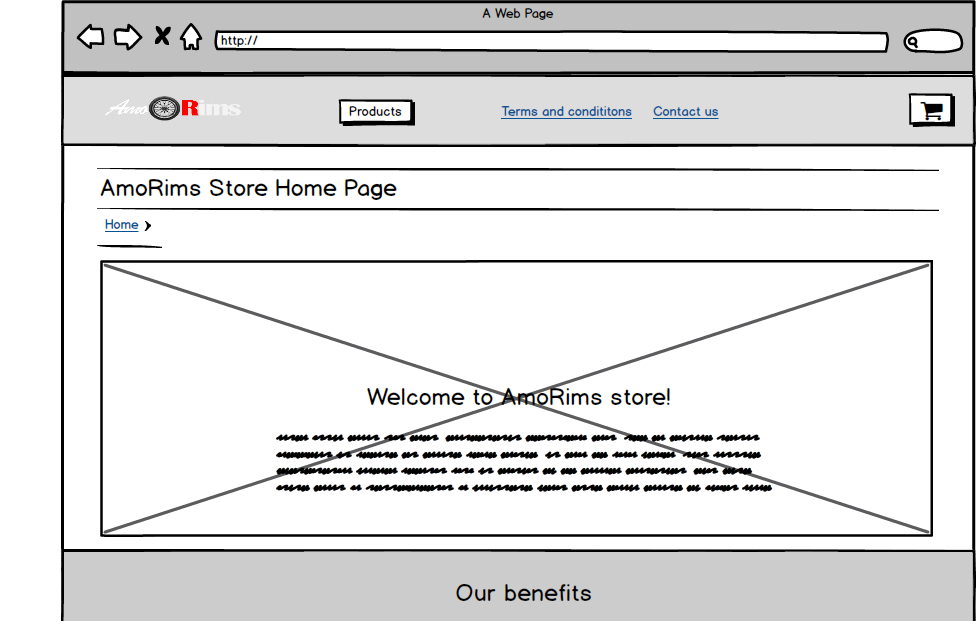 A Web Page
http://
AmoRims
Products
Terms and condititons
Contact us
AmoRims Store Home Page
Home
Welcome to AmoRims store!
Our benefits